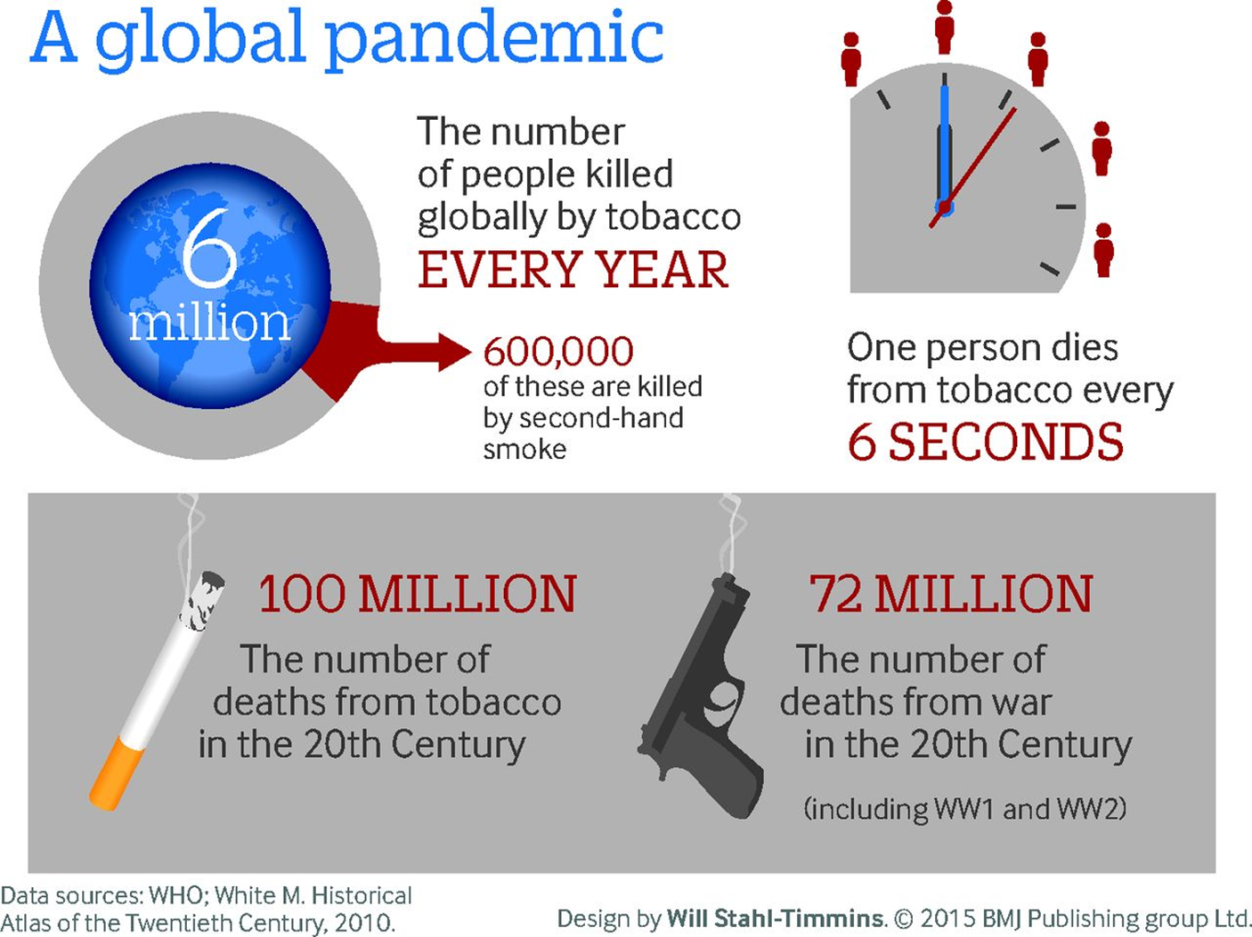 A global pandemic
6
million
The number
of people killed
globally by tobacco
EVERY YEAR
600,000
of these are killed
by second-hand
smoke
One person dies
from tobacco every
6 SECONDS
100 MILLION
The number of
deaths from tobacco
in the 20th Century
72 MILLION
The number of
deaths from war
in the 20th Century
(including WW1 and WW2)
Data sources: WHO; White M. Historical
Atlas of the Twentieth Century, 2010.
Design by Will Stahl-Timmins. © 2015 BMJ Publishing group Ltd.